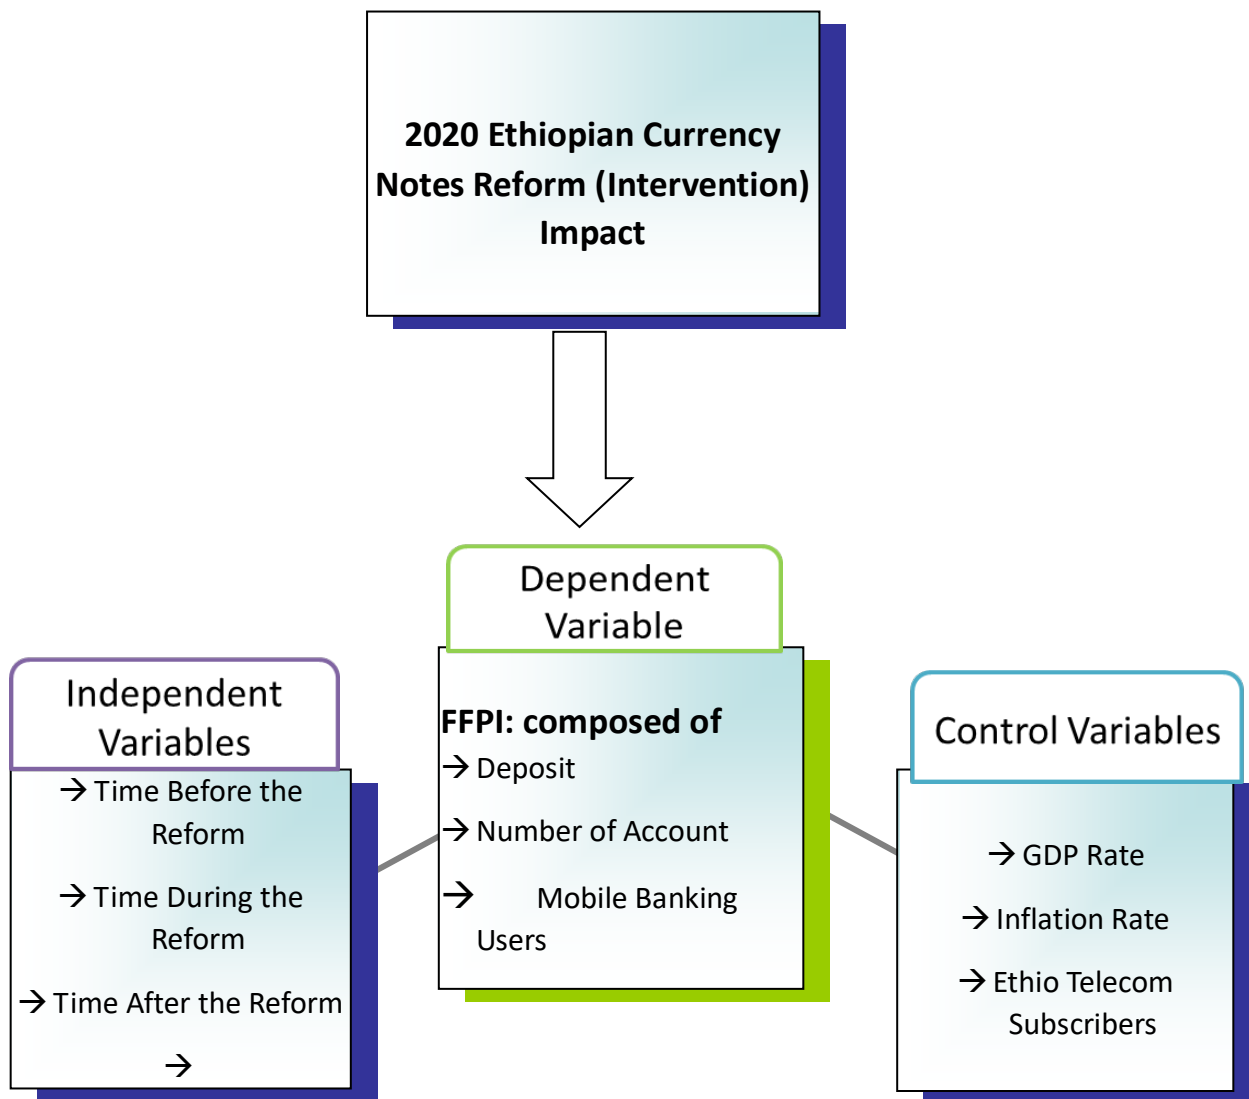 2020 Ethiopian Currency
Notes Reform (Intervention)
Impact
Dependent
Variable
FFPI: composed of
→ Deposit
→ Number of Account
→ Mobile Banking
Users
Independent
Variables
→ Time Before the
Reform
→ Time During the
Reform
→ Time After the Reform
→
Control Variables
→ GDP Rate
→ Inflation Rate
→ Ethio Telecom
Subscribers